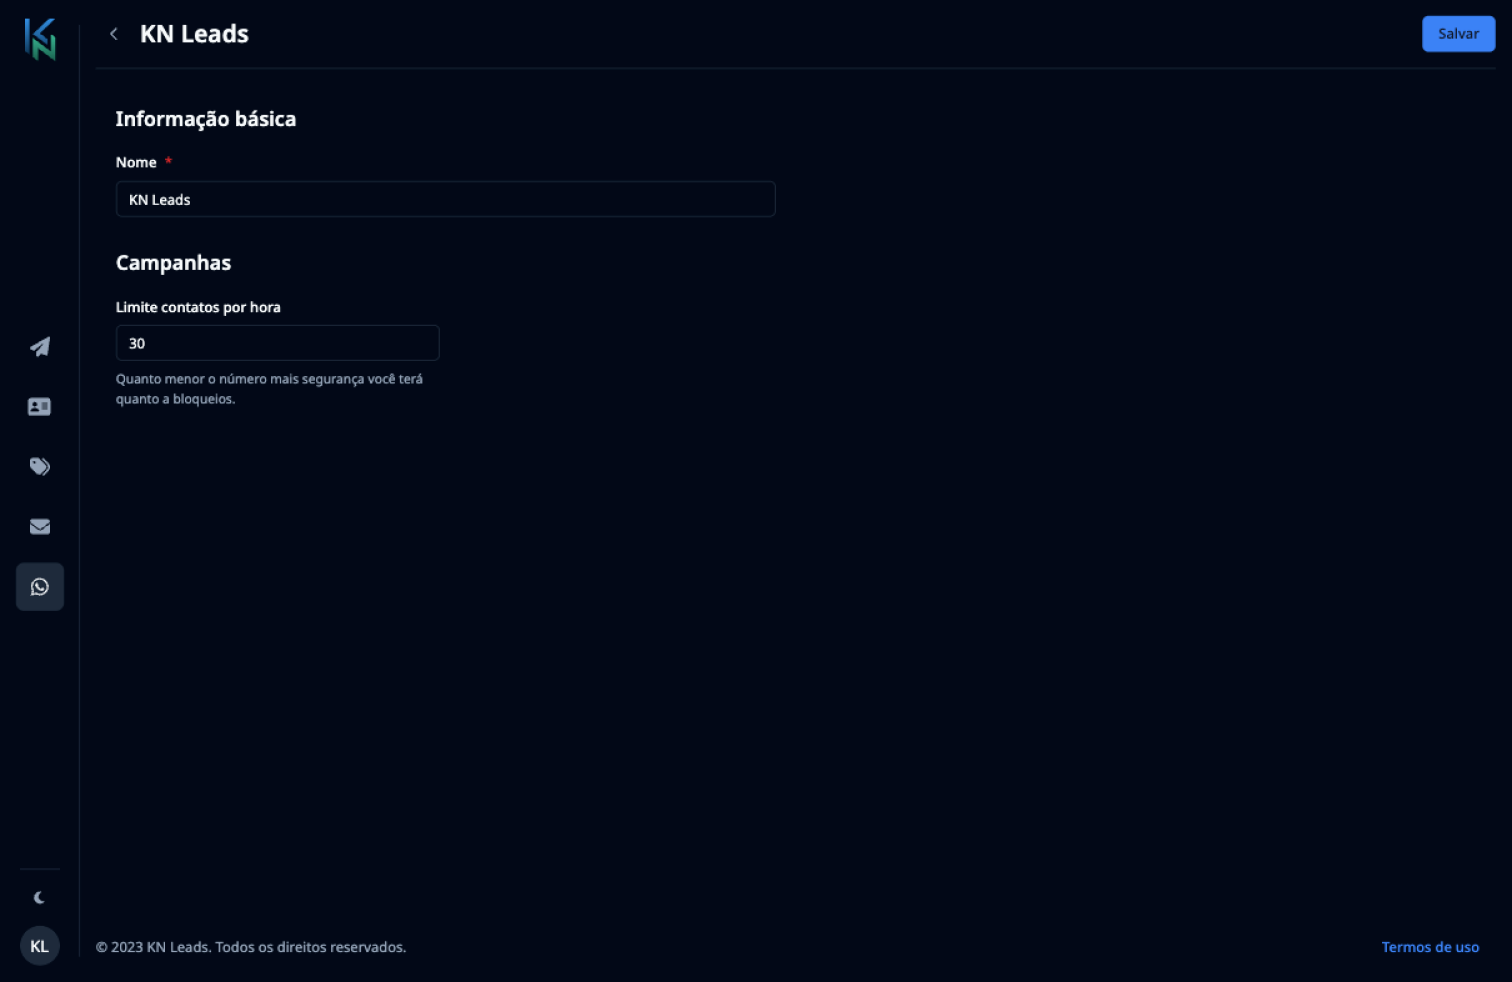 KN Leads
Salvar
Informação básica
Nome *
KN Leads
Campanhas
Limite contatos por hora
30
Quanto menor o número mais segurança você terá
quanto a bloqueios.
KL
© 2023 KN Leads. Todos os direitos reservados.
Termos de uso